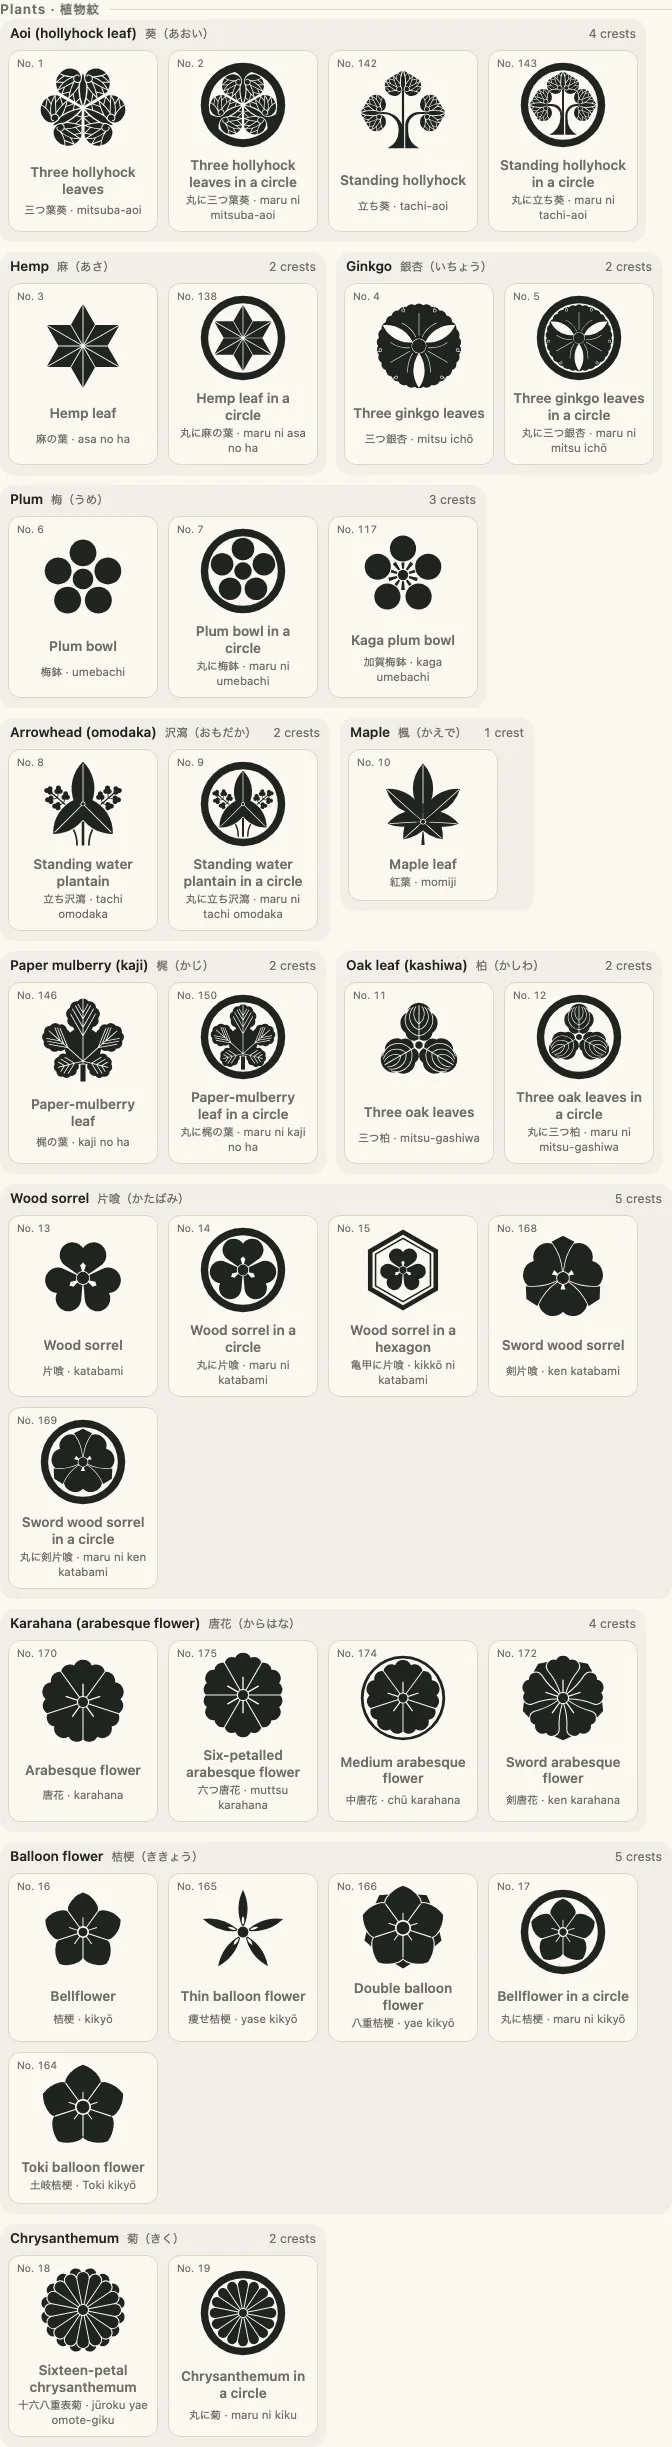 Plants · 植物紋
Aoi (hollyhock leaf) 葵（あおい） 4 crests
No. 1
Three hollyhock
leaves
三つ葉葵 · mitsuba-aoi
No. 2
Three hollyhock
leaves in a circle
丸に三つ葉葵 · maru ni
mitsuba-aoi
No. 142
Standing hollyhock
立ち葵 · tachi-aoi
No. 143
Standing hollyhock
in a circle
丸に立ち葵 · maru ni
tachi-aoi
Hemp 麻（あさ） 2 crests
No. 3
Hemp leaf
麻の葉 · asa no ha
No. 138
Hemp leaf in a
circle
丸に麻の葉 · maru ni asa
no ha
Ginkgo 銀杏（いちょう） 2 crests
No. 4
Three ginkgo leaves
三つ銀杏 · mitsu ichō
No. 5
Three ginkgo leaves
in a circle
丸に三つ銀杏 · maru ni
mitsu ichō
Plum 梅（うめ） 3 crests
No. 6
Plum bowl
梅鉢 · umebachi
No. 7
Plum bowl in a
circle
丸に梅鉢 · maru ni
umebachi
No. 117
Kaga plum bowl
加賀梅鉢 · kaga
umebachi
Arrowhead (omodaka) 沢瀉（おもだか） 2 crests
No. 8
Standing water
plantain
立ち沢瀉 · tachi
omodaka
No. 9
Standing water
plantain in a circle
丸に立ち沢瀉 · maru ni
tachi omodaka
Maple 楓（かえで） 1 crest
No. 10
Maple leaf
紅葉 · momiji
Paper mulberry (kaji) 梶（かじ） 2 crests
No. 146
Paper-mulberry
leaf
梶の葉 · kaji no ha
No. 150
Paper-mulberry
leaf in a circle
丸に梶の葉 · maru ni kaji
no ha
Oak leaf (kashiwa) 柏（かしわ） 2 crests
No. 11
Three oak leaves
三つ柏 · mitsu-gashiwa
No. 12
Three oak leaves in
a circle
丸に三つ柏 · maru ni
mitsu-gashiwa
Wood sorrel 片喰（かたばみ） 5 crests
No. 13
Wood sorrel
片喰 · katabami
No. 14
Wood sorrel in a
circle
丸に片喰 · maru ni
katabami
No. 15
Wood sorrel in a
hexagon
亀甲に片喰 · kikkō ni
katabami
No. 168
Sword wood sorrel
剣片喰 · ken katabami
No. 169
Sword wood sorrel
in a circle
丸に剣片喰 · maru ni ken
katabami
Karahana (arabesque flower) 唐花（からはな） 4 crests
No. 170
Arabesque flower
唐花 · karahana
No. 175
Six-petalled
arabesque flower
六つ唐花 · muttsu
karahana
No. 174
Medium arabesque
flower
中唐花 · chū karahana
No. 172
Sword arabesque
flower
剣唐花 · ken karahana
Balloon flower 桔梗（ききょう） 5 crests
No. 16
Bellflower
桔梗 · kikyō
No. 165
Thin balloon flower
痩せ桔梗 · yase kikyō
No. 166
Double balloon
flower
八重桔梗 · yae kikyō
No. 17
Bellflower in a circle
丸に桔梗 · maru ni kikyō
No. 164
Toki balloon flower
土岐桔梗 · Toki kikyō
Chrysanthemum 菊（きく） 2 crests
No. 18
Sixteen-petal
chrysanthemum
十六八重表菊 · jūroku yae
omote-giku
No. 19
Chrysanthemum in
a circle
丸に菊 · maru ni kiku